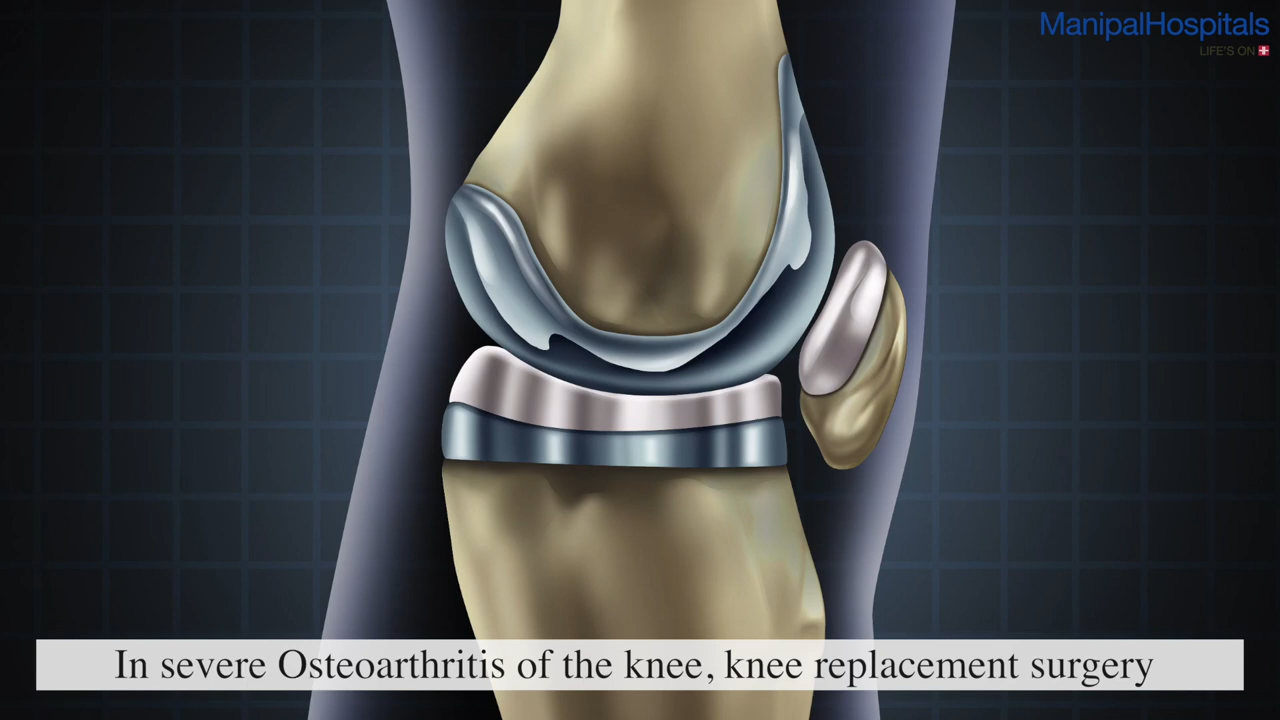 ManipalHospitals
LIFE'S ON
In severe Osteoarthritis of the knee, knee replacement surgery